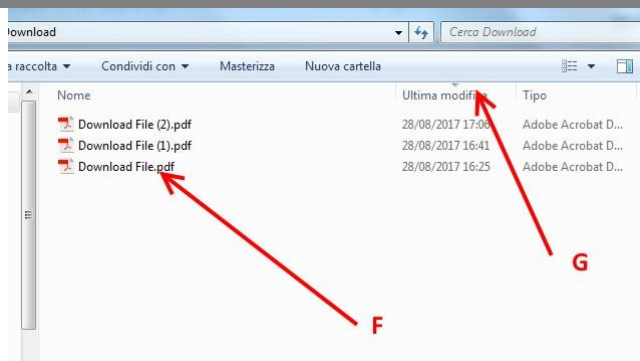 Download Cerca Download
raccolta Condividi con Masterizza Nuova cartella
Nome Ultima modifica Tipo
Download File (2).pdf 28/08/2017 17:06 Adobe Acrobat D...
Download File (1).pdf 28/08/2017 16:41 Adobe Acrobat D...
Download File.pdf 28/08/2017 16:25 Adobe Acrobat D...
G
F